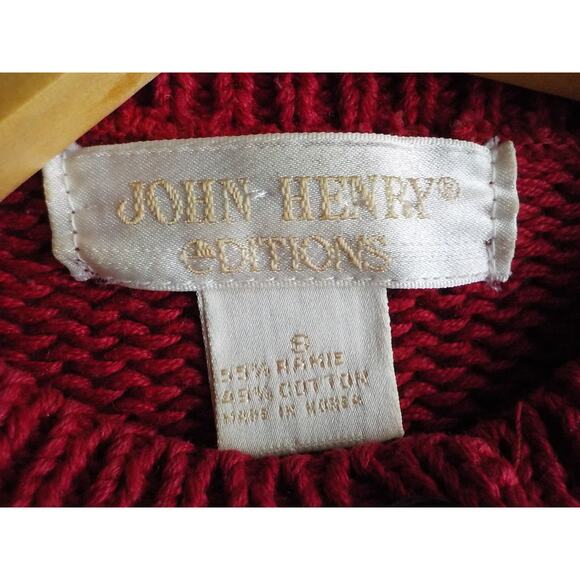 JOHN HENRY®
eDITIONS
S
55% RAMIE
45% COTTON
MADE IN KOREA